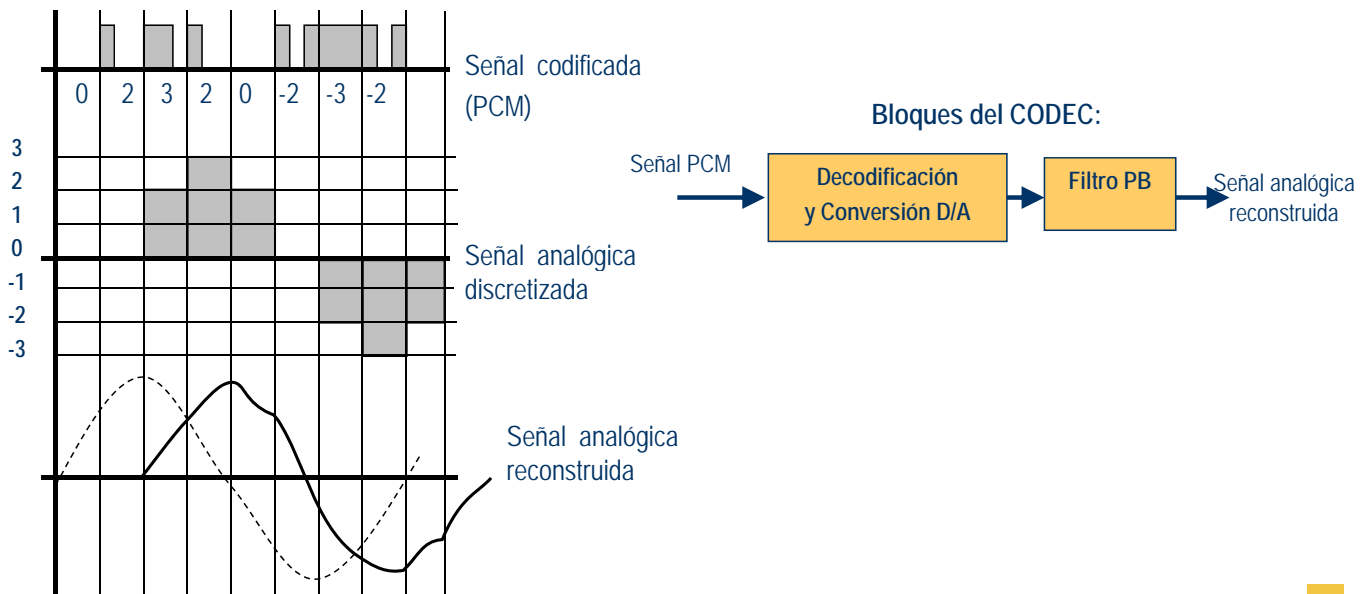 Señal codificada
(PCM)
0 2 3 2 0 -2 -3 -2
3
2
1
0
-1
-2
-3
Señal analógica
discretizada
Señal analógica
reconstruida
Bloques del CODEC:
Señal PCM
Decodificación
y Conversión D/A
Filtro PB
Señal analógica
reconstruida